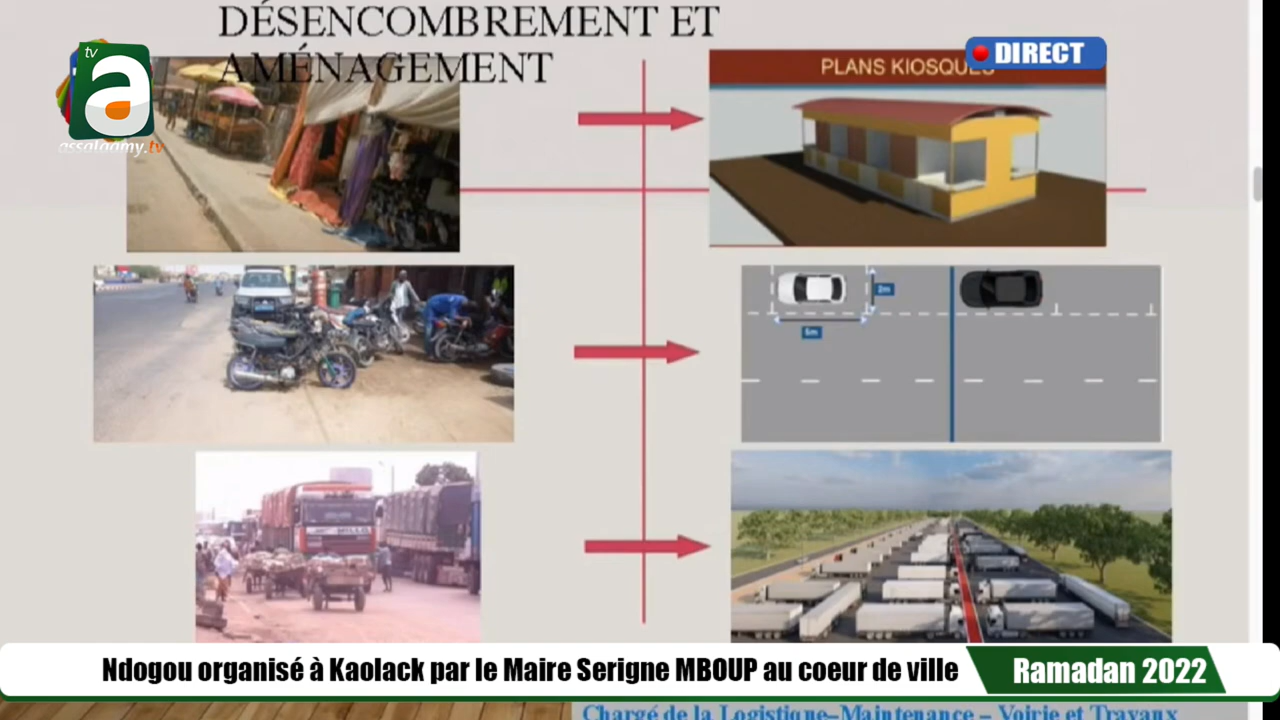 DÉSENCOMBREMENT ET
AMÉNAGEMENT
tv
a
assalaamy.tv
DIRECT
PLANS KIOSQUES
2m
5m
Ndogou organisé à Kaolack par le Maire Serigne MBOUP au coeur de ville
Ramadan 2022
Chargé de la Logistique–Maintenance – Voirie et Travaux